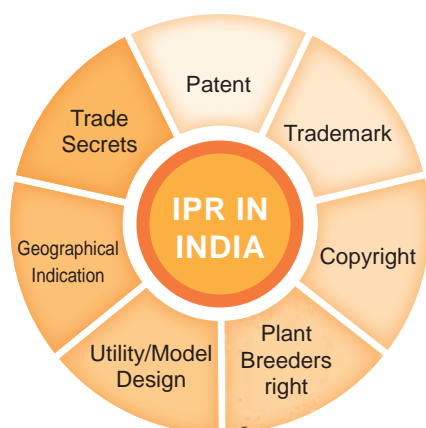 Patent
Trademark
Copyright
Plant
Breeders
right
Utility/Model
Design
Geographical
Indication
Trade
Secrets
IPR IN
INDIA